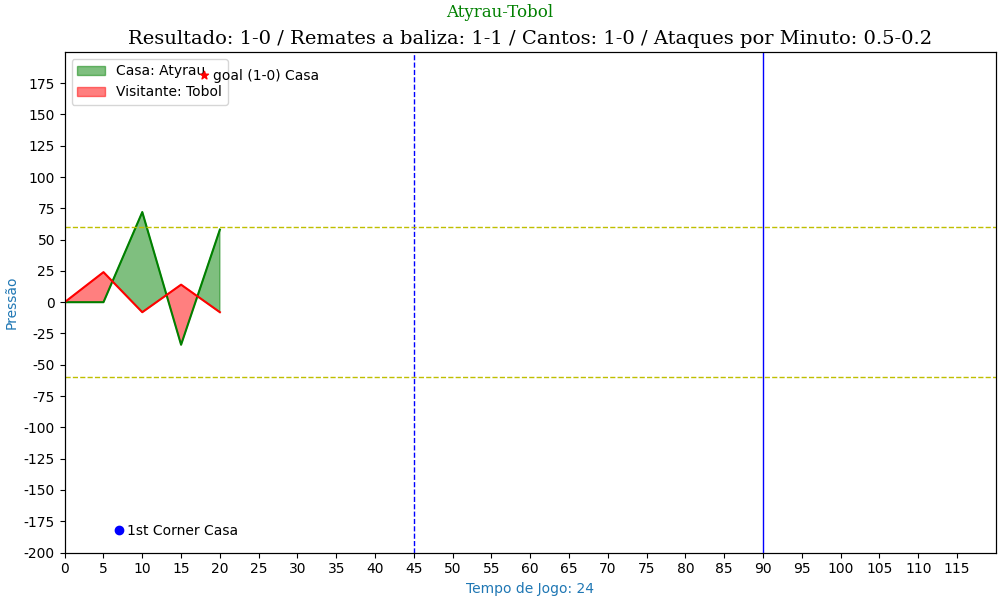 Atyrau-Tobol
Resultado: 1-0 / Remates a baliza: 1-1 / Cantos: 1-0 / Ataques por Minuto: 0.5-0.2
Casa: Atyrau
Visitante: Tobol
goal (1-0) Casa
Pressão
175
150
125
100
75
50
25
0
-25
-50
-75
-100
-125
-150
-175
-200
1st Corner Casa
0 5 10 15 20 25 30 35 40 45 50 55 60 65 70 75 80 85 90 95 100 105 110 115
Tempo de Jogo: 24